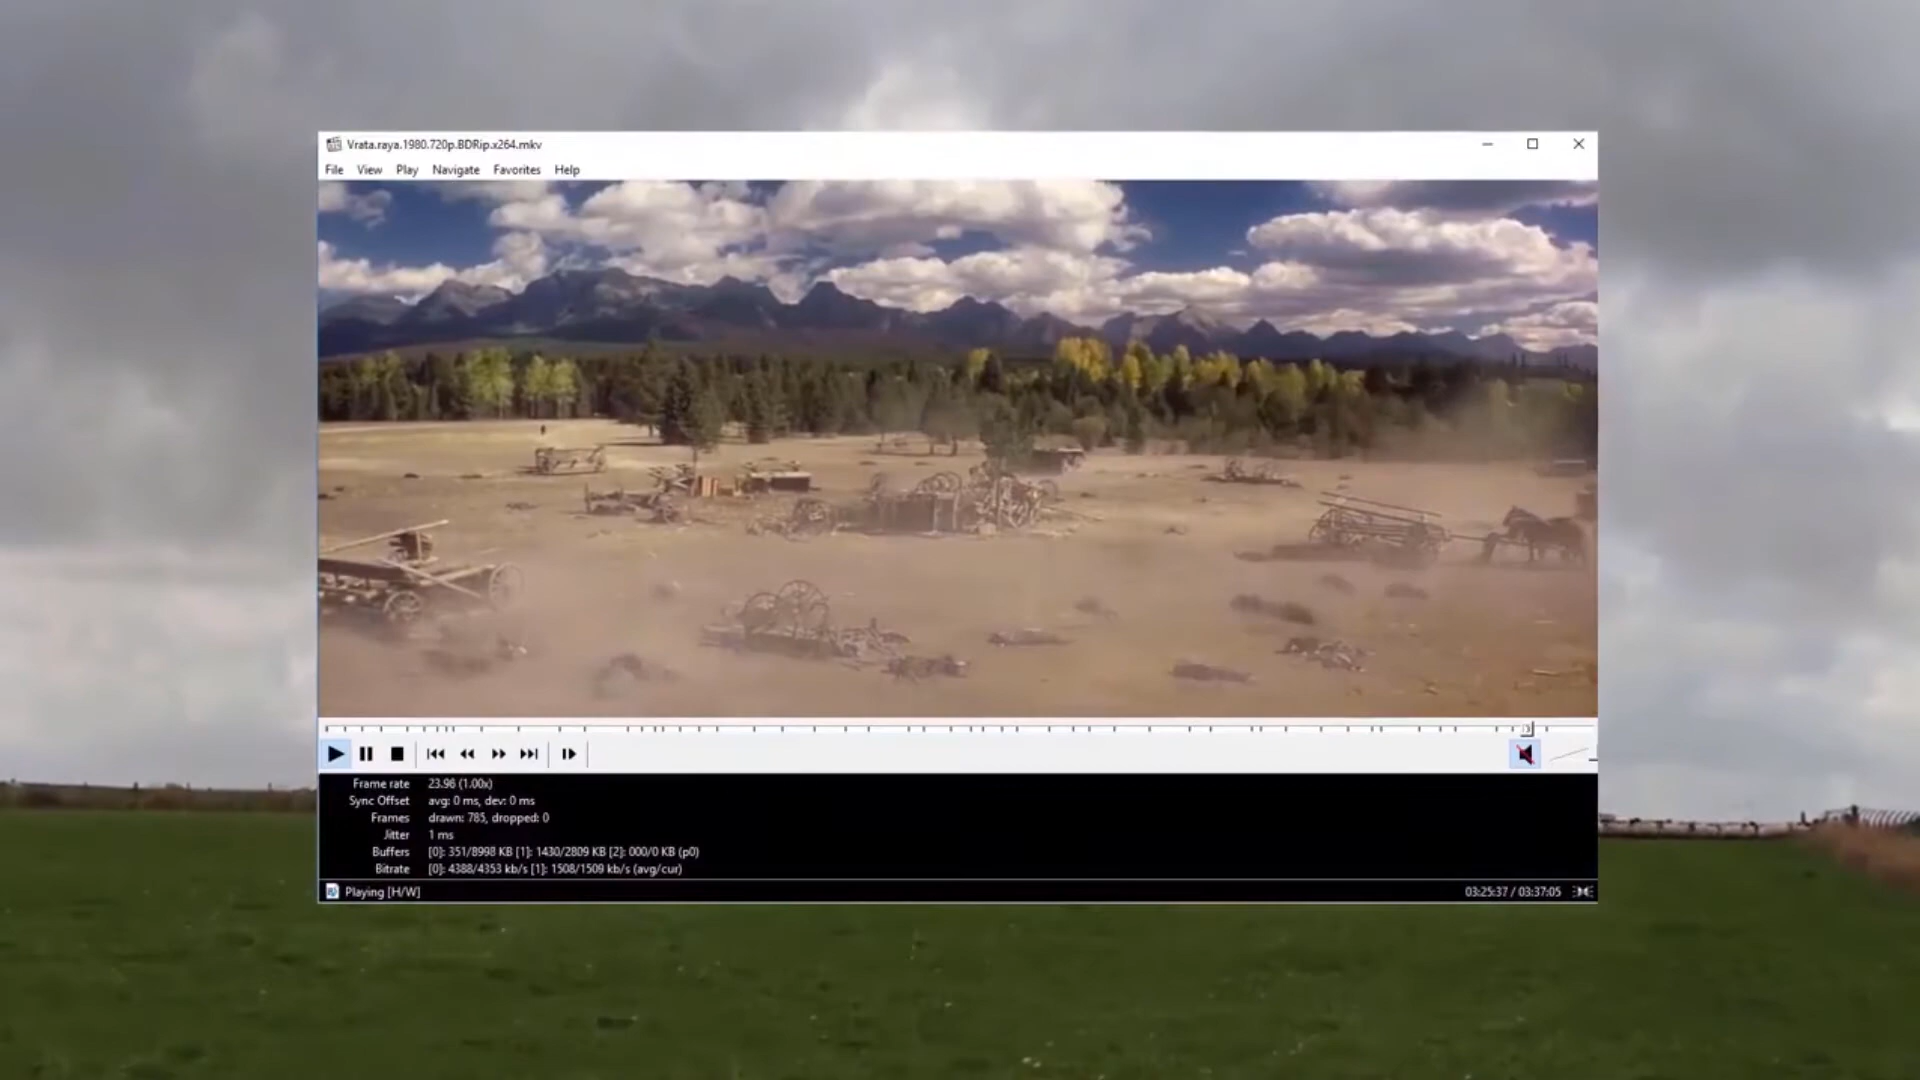 Vrata.raya.1980.720p.BDRip.x264.mkv
File View Play Navigate Favorites Help
Frame rate 23.96 (1.00x)
Sync Offset avg: 0 ms, dev: 0 ms
Frames drawn: 785, dropped: 0
Jitter 1 ms
Buffers [0]: 351/8998 KB [1]: 1430/2809 KB [2]: 000/0 KB (p0)
Bitrate [0]: 4388/4353 kb/s [1]: 1508/1509 kb/s (avg/cur)
Playing [H/W] 03:25:37 / 03:37:05